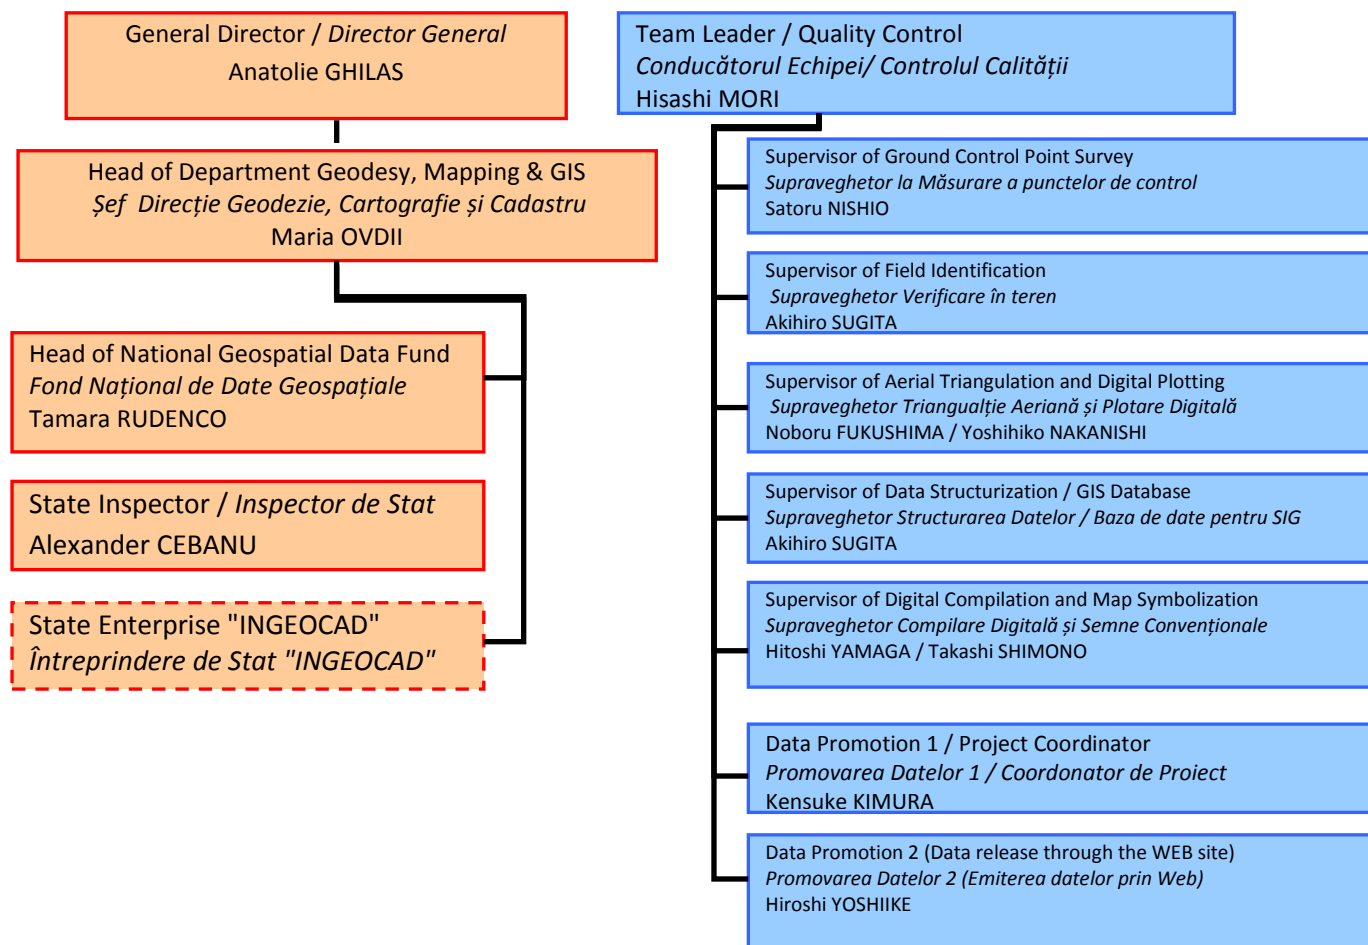 General Director / Director General
Anatolie GHILAS
Head of Department Geodesy, Mapping & GIS
Șef Direcție Geodezie, Cartografie și Cadastru
Maria OVDII
Head of National Geospatial Data Fund
Fond Național de Date Geospațiale
Tamara RUDENCO
State Inspector / Inspector de Stat
Alexander CEBANU
State Enterprise "INGEOCAD"
Întreprindere de Stat "INGEOCAD"
Team Leader / Quality Control
Conducătorul Echipei/ Controlul Calității
Hisashi MORI
Supervisor of Ground Control Point Survey
Supraveghetor la Măsurare a punctelor de control
Satoru NISHIO
Supervisor of Field Identification
Supraveghetor Verificare în teren
Akihiro SUGITA
Supervisor of Aerial Triangulation and Digital Plotting
Supraveghetor Triangualție Aeriană și Plotare Digitală
Noboru FUKUSHIMA / Yoshihiko NAKANISHI
Supervisor of Data Structurization / GIS Database
Supraveghetor Structurarea Datelor / Baza de date pentru SIG
Akihiro SUGITA
Supervisor of Digital Compilation and Map Symbolization
Supraveghetor Compilare Digitală și Semne Convenționale
Hitoshi YAMAGA / Takashi SHIMONO
Data Promotion 1 / Project Coordinator
Promovarea Datelor 1 / Coordonator de Proiect
Kensuke KIMURA
Data Promotion 2 (Data release through the WEB site)
Promovarea Datelor 2 (Emiterea datelor prin Web)
Hiroshi YOSHIIKE